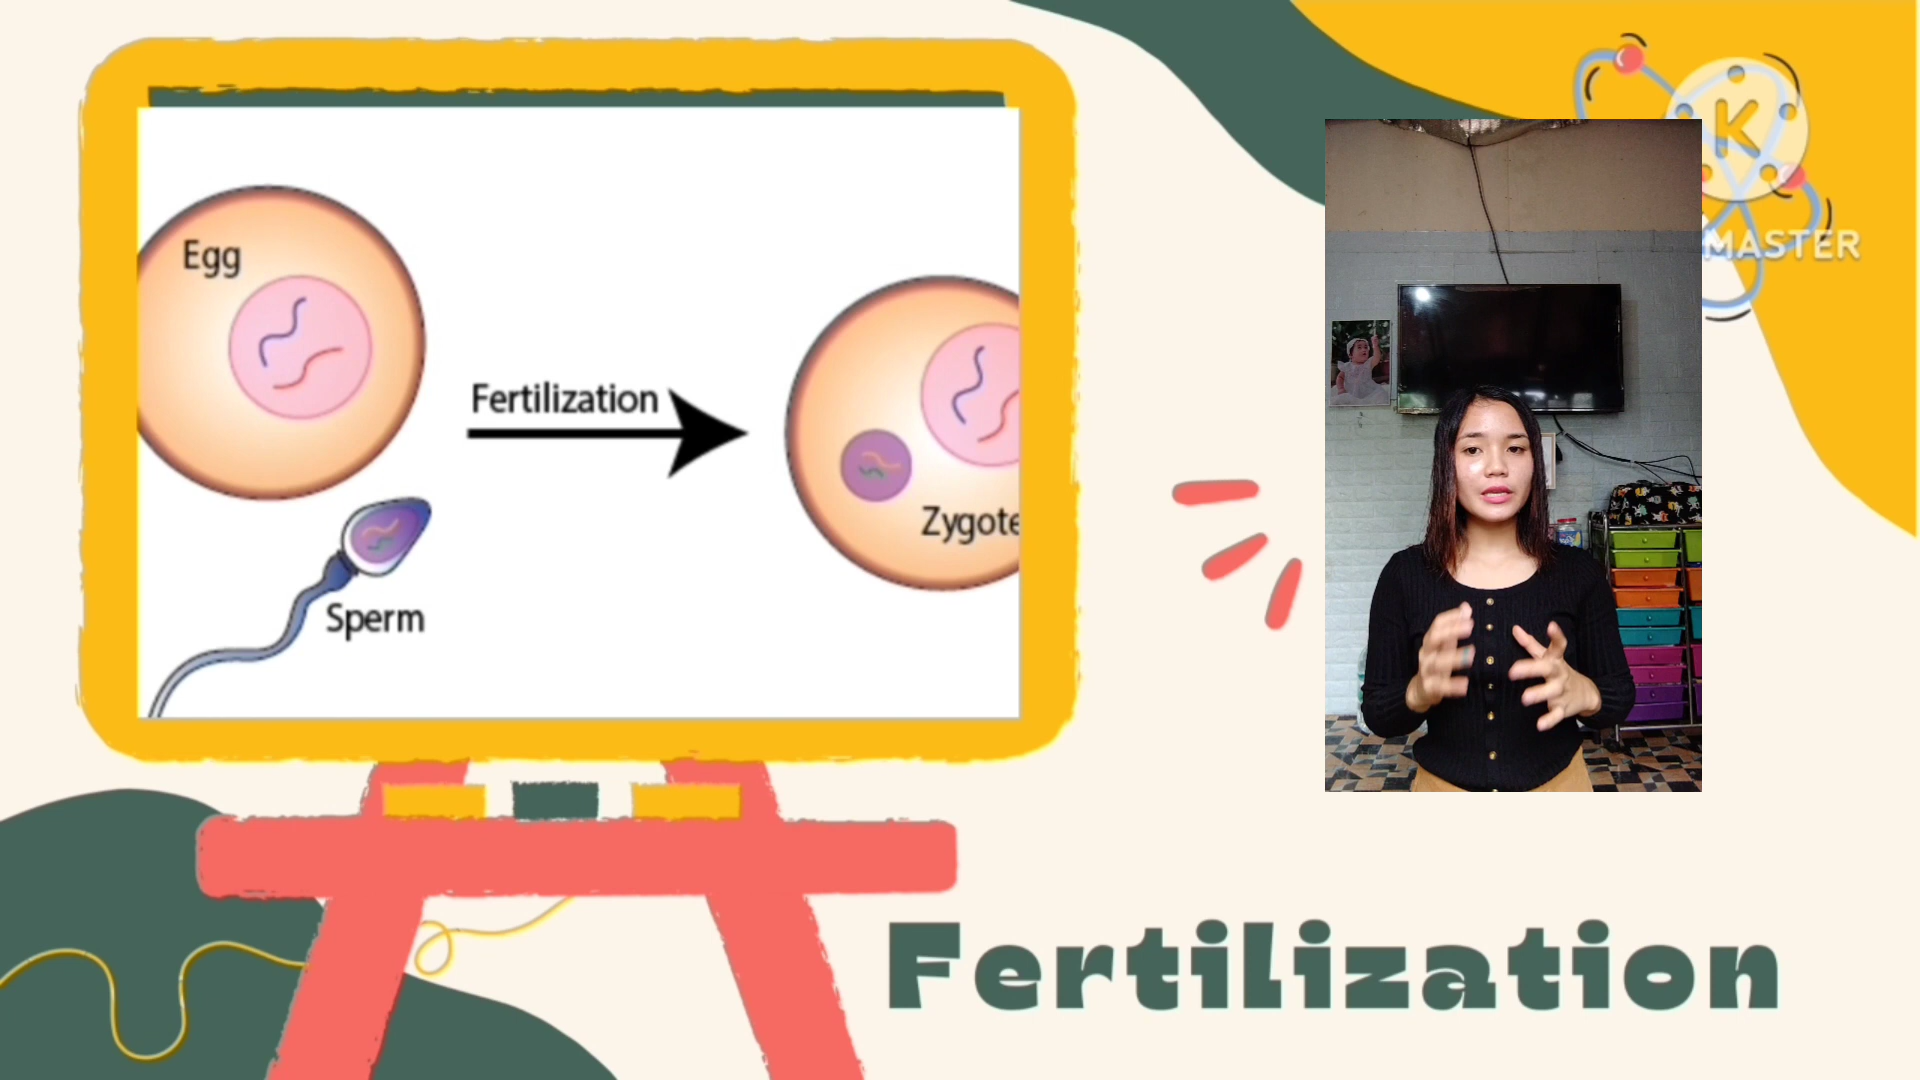 Egg
Fertilization
Zygote
Sperm
K
MASTER
Fertilization